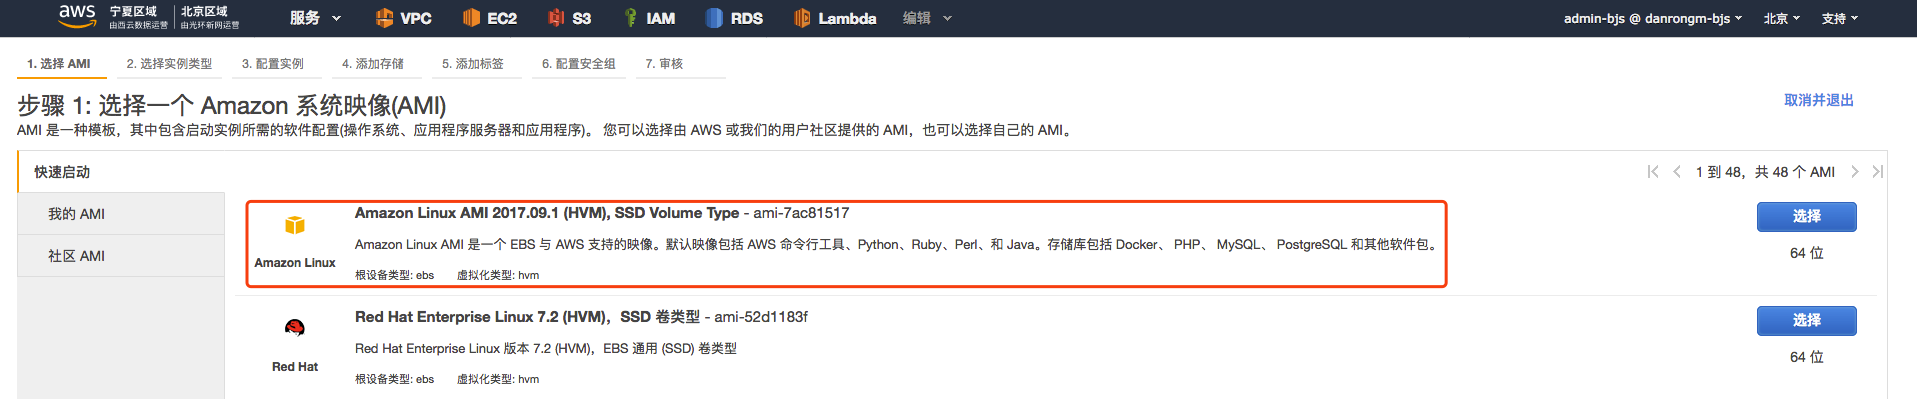 aws 宁夏区域 北京区域 服务 VPC EC2 S3 IAM RDS Lambda 编辑 admin-bjs @ danrongm-bjs 北京 支持
由西云数据运营 由光环新网运营
1. 选择 AMI 2. 选择实例类型 3. 配置实例 4. 添加存储 5. 添加标签 6. 配置安全组 7. 审核
步骤 1: 选择一个 Amazon 系统映像(AMI)
取消并退出
AMI 是一种模板，其中包含启动实例所需的软件配置(操作系统、应用程序服务器和应用程序)。 您可以选择由 AWS 或我们的用户社区提供的 AMI，也可以选择自己的 AMI。
快速启动
我的 AMI
社区 AMI
1 到 48，共 48 个 AMI
Amazon Linux
Amazon Linux AMI 2017.09.1 (HVM), SSD Volume Type - ami-7ac81517
Amazon Linux AMI 是一个 EBS 与 AWS 支持的映像。默认映像包括 AWS 命令行工具、Python、Ruby、Perl、和 Java。存储库包括 Docker、 PHP、 MySQL、 PostgreSQL 和其他软件包。
根设备类型: ebs 虚拟化类型: hvm
选择
64 位
Red Hat
Red Hat Enterprise Linux 7.2 (HVM)，SSD 卷类型 - ami-52d1183f
Red Hat Enterprise Linux 版本 7.2 (HVM)，EBS 通用 (SSD) 卷类型
根设备类型: ebs 虚拟化类型: hvm
选择
64 位